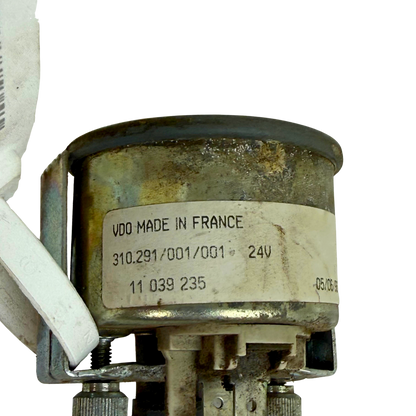 VDO MADE IN FRANCE
310.291/001/001 24V
11 039 235